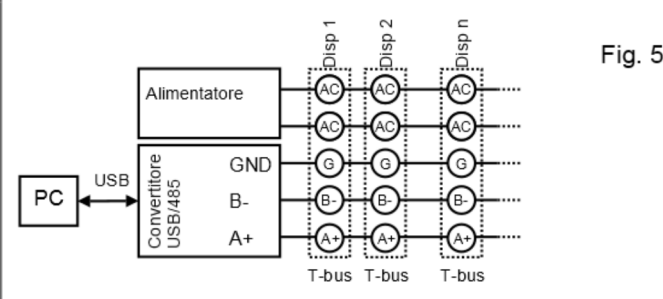 Disp 1 Disp 2 Disp n
Fig. 5
Alimentatore AC AC AC
AC AC AC
Convertitore
USB/485
GND G G G
PC USB B- B- B- B-
A+ A+ A+ A+
T-bus T-bus T-bus